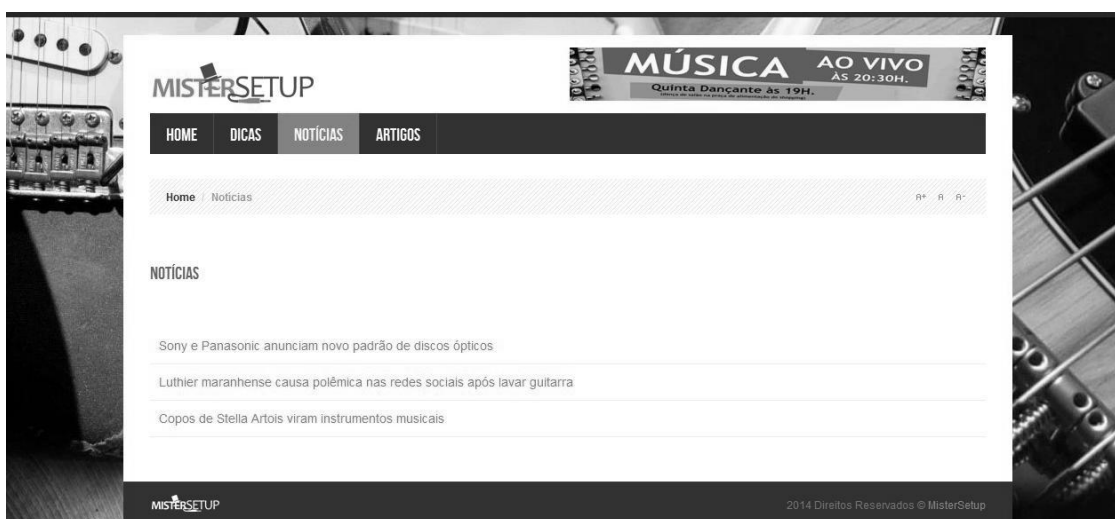 MISTERSETUP
MÚSICA
AO VIVO
ÀS 20:30H.
Quinta Dançante às 19H.
HOME DICAS NOTÍCIAS ARTIGOS
Home / Notícias
A+ A A-
NOTÍCIAS
Sony e Panasonic anunciam novo padrão de discos ópticos
Luthier maranhense causa polêmica nas redes sociais após lavar guitarra
Copos de Stella Artois viram instrumentos musicais
MISTERSETUP
2014 Direitos Reservados © MisterSetup